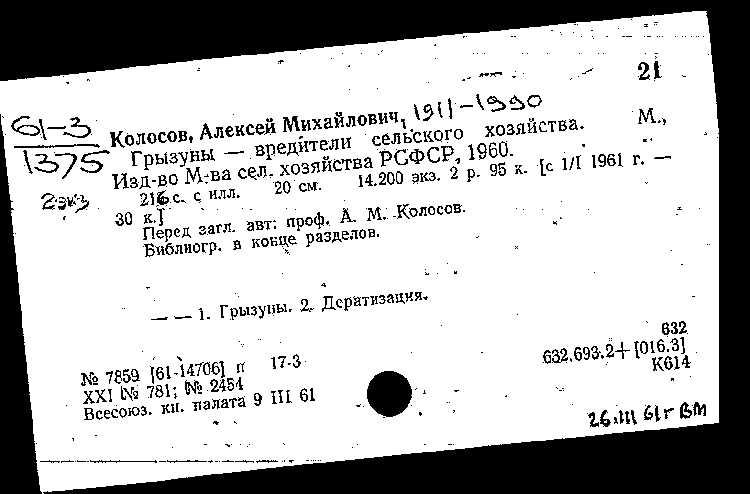 21
61-3
1375
2 экз
Колосов, Алексей Михайлович, 1911-1990
Грызуны — вредители сельского хозяйства. М.,
Изд-во М-ва сел. хозяйства РСФСР, 1960.
216 с. с илл. 20 см. 14.200 экз. 2 р. 95 к. [с 1/I 1961 г. —
30 к.]
Перед загл. авт: проф. А. М. Колосов.
Библиогр. в конце разделов.
— — 1. Грызуны. 2. Дератизация.
632
№ 7859 [61-14706] п 17-3 632.693.2+[016.3]
XXI № 781; № 2454 К614
Всесоюз. кн. палата 9 III 61
26.III 61г ВМ